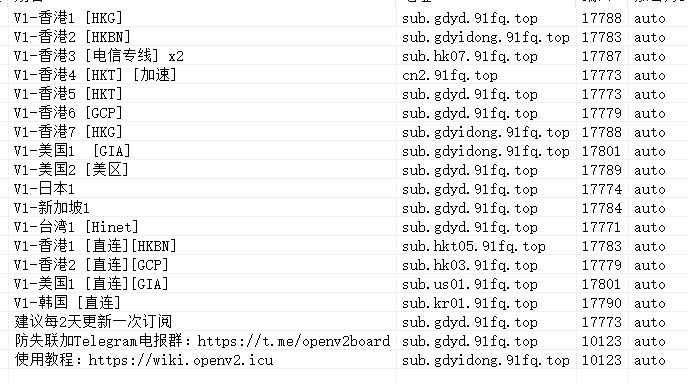 V1-香港1 [HKG] sub.gdyd.91fq.top 17788 auto
V1-香港2 [HKBN] sub.gdyidong.91fq.top 17783 auto
V1-香港3 [电信专线] x2 sub.hk07.91fq.top 17787 auto
V1-香港4 [HKT] [加速] cn2.91fq.top 17773 auto
V1-香港5 [HKT] sub.gdyd.91fq.top 17773 auto
V1-香港6 [GCP] sub.gdyd.91fq.top 17779 auto
V1-香港7 [HKG] sub.gdyidong.91fq.top 17788 auto
V1-美国1 [GIA] sub.gdyidong.91fq.top 17801 auto
V1-美国2 [美区] sub.gdyd.91fq.top 17789 auto
V1-日本1 sub.gdyd.91fq.top 17774 auto
V1-新加坡1 sub.gdyd.91fq.top 17784 auto
V1-台湾1 [Hinet] sub.gdyd.91fq.top 17771 auto
V1-香港1 [直连][HKBN] sub.hkt05.91fq.top 17783 auto
V1-香港2 [直连][GCP] sub.hk03.91fq.top 17779 auto
V1-美国1 [直连][GIA] sub.us01.91fq.top 17801 auto
V1-韩国 [直连] sub.kr01.91fq.top 17790 auto
建议每2天更新一次订阅 sub.gdyd.91fq.top 17773 auto
防失联加Telegram电报群：https://t.me/openv2board sub.gdyd.91fq.top 10123 auto
使用教程：https://wiki.openv2.icu sub.gdyidong.91fq.top 10123 auto